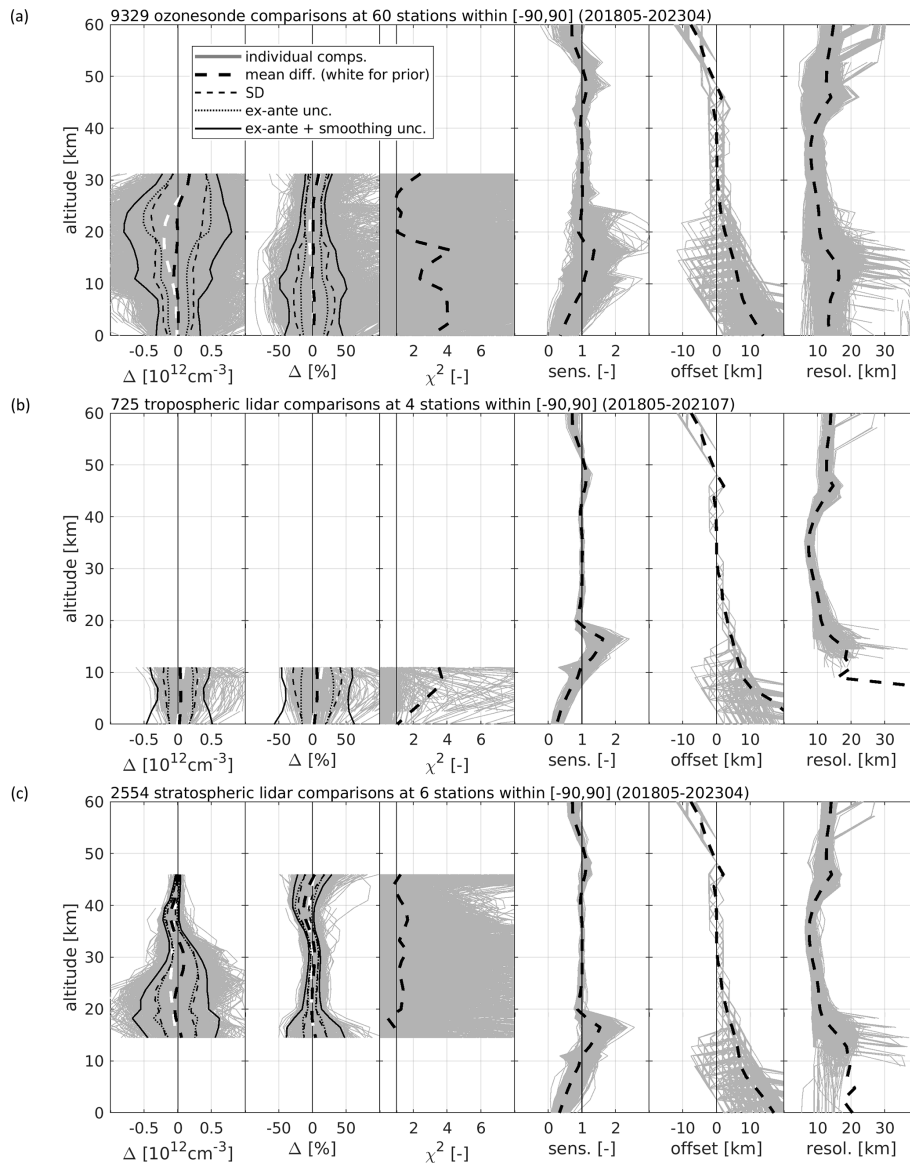 (a)
9329 ozonesonde comparisons at 60 stations within [-90,90] (201805-202304)
individual comps.
mean diff. (white for prior)
SD
ex-ante unc.
ex-ante + smoothing unc.
altitude [km]
60
50
40
30
20
10
0
-0.5 0 0.5 -50 0 50 2 4 6 0 1 2 -10 0 10 10 20 30
Δ [10¹²cm⁻³] Δ [%] χ² [-] sens. [-] offset [km] resol. [km]
(b)
725 tropospheric lidar comparisons at 4 stations within [-90,90] (201805-202107)
altitude [km]
60
50
40
30
20
10
0
-0.5 0 0.5 -50 0 50 2 4 6 0 1 2 -10 0 10 10 20 30
Δ [10¹²cm⁻³] Δ [%] χ² [-] sens. [-] offset [km] resol. [km]
(c)
2554 stratospheric lidar comparisons at 6 stations within [-90,90] (201805-202304)
altitude [km]
60
50
40
30
20
10
0
-0.5 0 0.5 -50 0 50 2 4 6 0 1 2 -10 0 10 10 20 30
Δ [10¹²cm⁻³] Δ [%] χ² [-] sens. [-] offset [km] resol. [km]